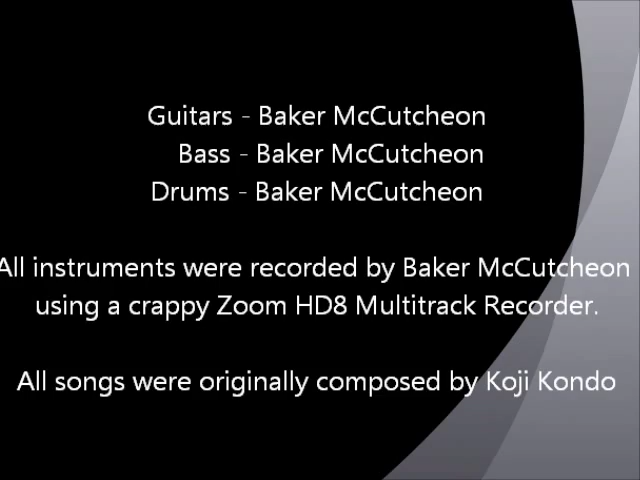 Guitars - Baker McCutcheon
Bass - Baker McCutcheon
Drums - Baker McCutcheon
All instruments were recorded by Baker McCutcheon
using a crappy Zoom HD8 Multitrack Recorder.
All songs were originally composed by Koji Kondo